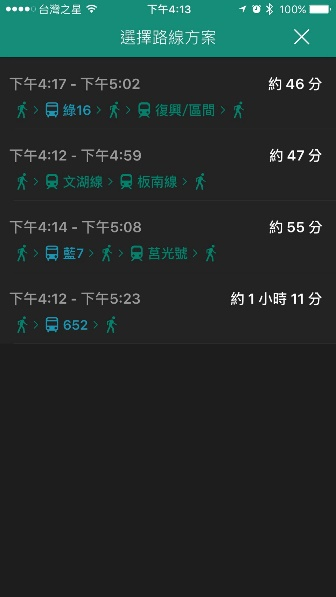 台灣之星 下午4:13 100%
選擇路線方案
下午4:17 - 下午5:02 約 46 分
綠16 復興/區間
下午4:12 - 下午4:59 約 47 分
文湖線 板南線
下午4:14 - 下午5:08 約 55 分
藍7 莒光號
下午4:12 - 下午5:23 約 1 小時 11 分
652